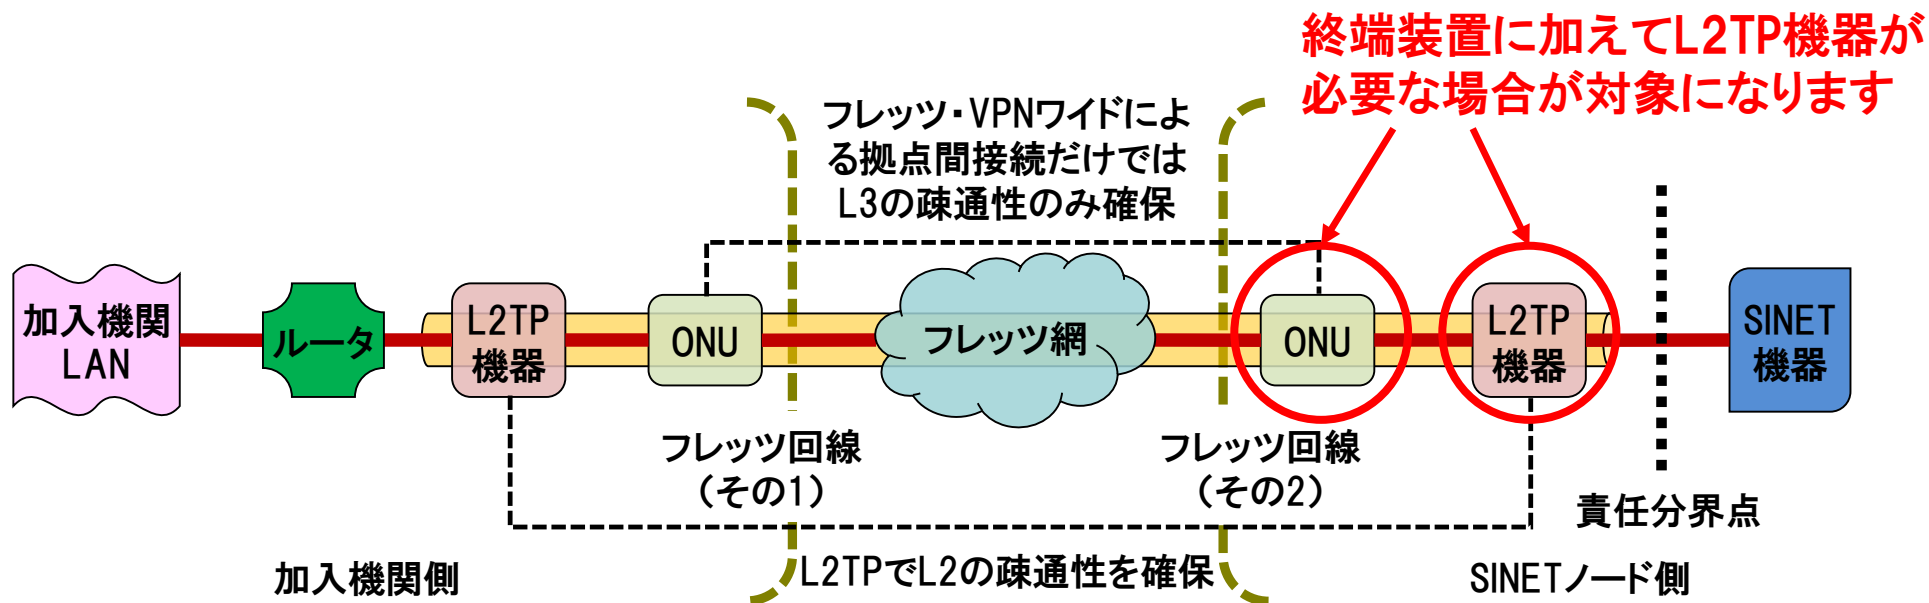 終端装置に加えてL2TP機器が
必要な場合が対象になります
フレッツ・VPNワイドによ
る拠点間接続だけでは
L3の疎通性のみ確保
加入機関
LAN
ルータ
L2TP
機器
ONU
フレッツ網
ONU
L2TP
機器
SINET
機器
フレッツ回線
（その1）
フレッツ回線
（その2）
責任分界点
L2TPでL2の疎通性を確保
加入機関側
SINETノード側